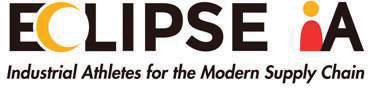 ECLIPSE iA
Industrial Athletes for the Modern Supply Chain